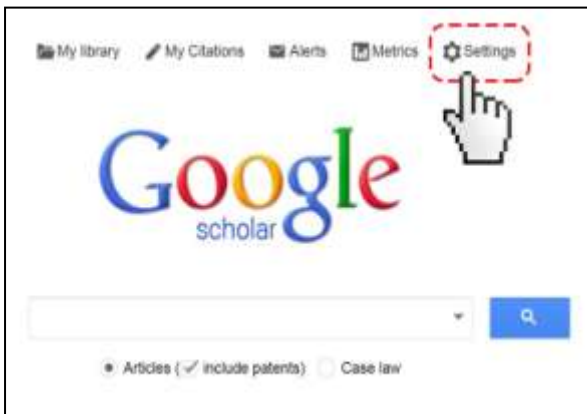 My library My Citations Alerts Metrics Settings
Google
scholar
Articles (✓ include patents) Case law